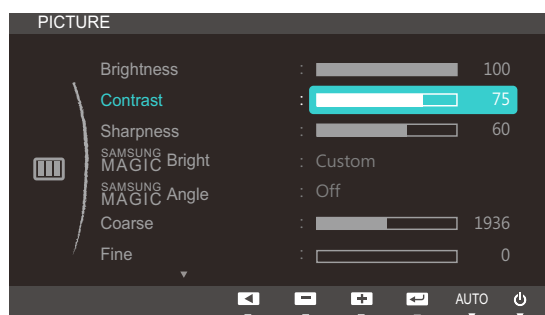 PICTURE
Brightness : 100
Contrast : 75
Sharpness : 60
SAMSUNG MAGIC Bright : Custom
SAMSUNG MAGIC Angle : Off
Coarse : 1936
Fine : 0
AUTO